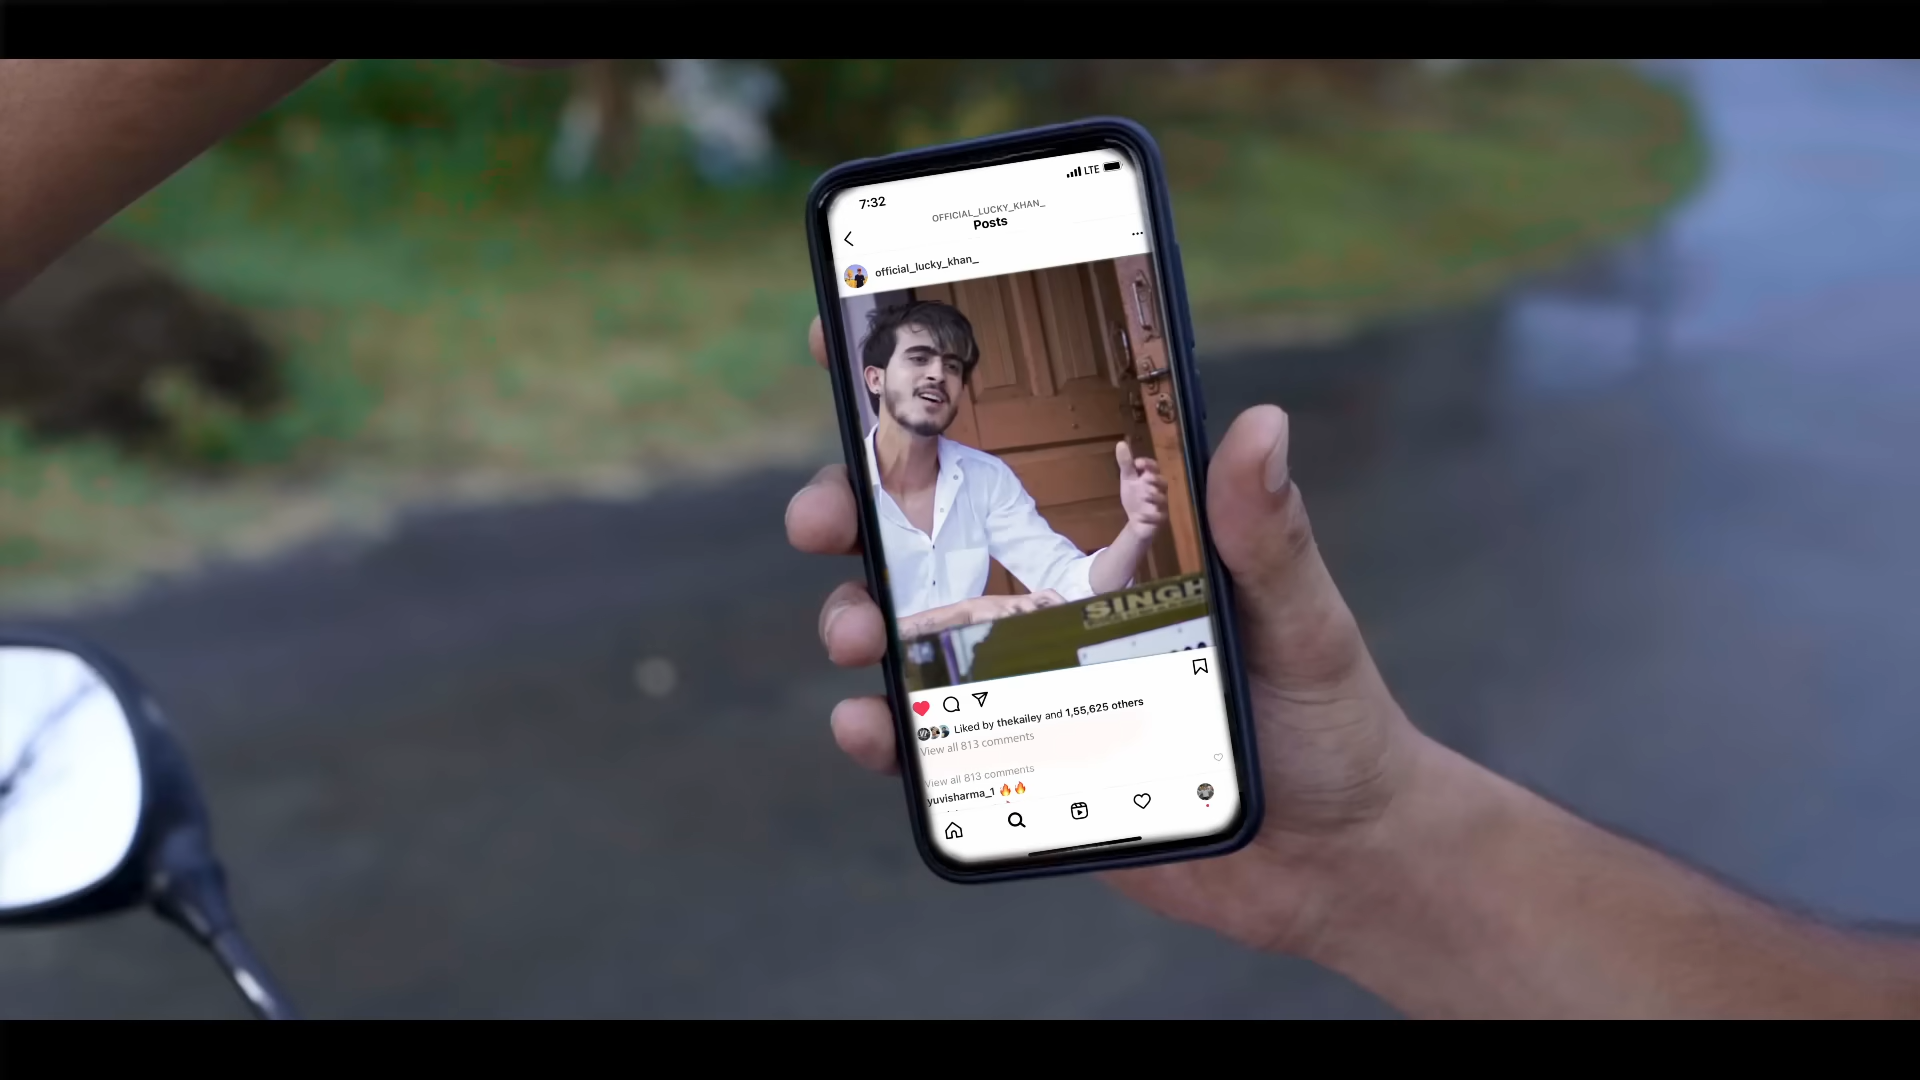 7:32
LTE
OFFICIAL_LUCKY_KHAN_
Posts
official_lucky_khan_
SINGH
Liked by thekailey and 1,55,625 others
View all 813 comments
View all 813 comments
yuvisharma_1 🔥🔥